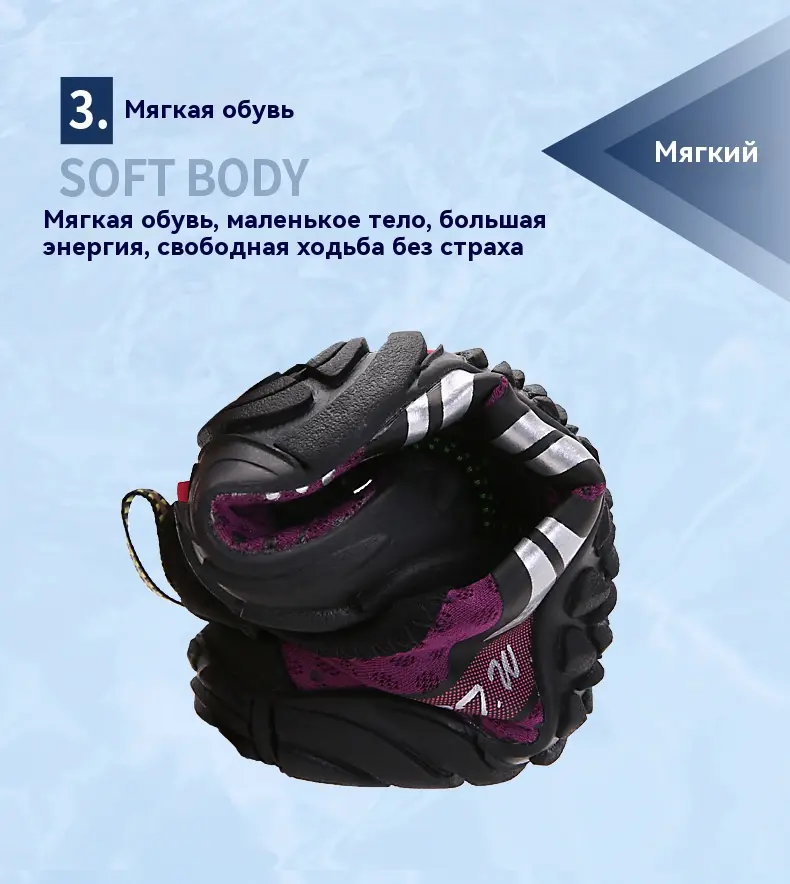 3. Мягкая обувь
Мягкий
SOFT BODY
Мягкая обувь, маленькое тело, большая
энергия, свободная ходьба без страха